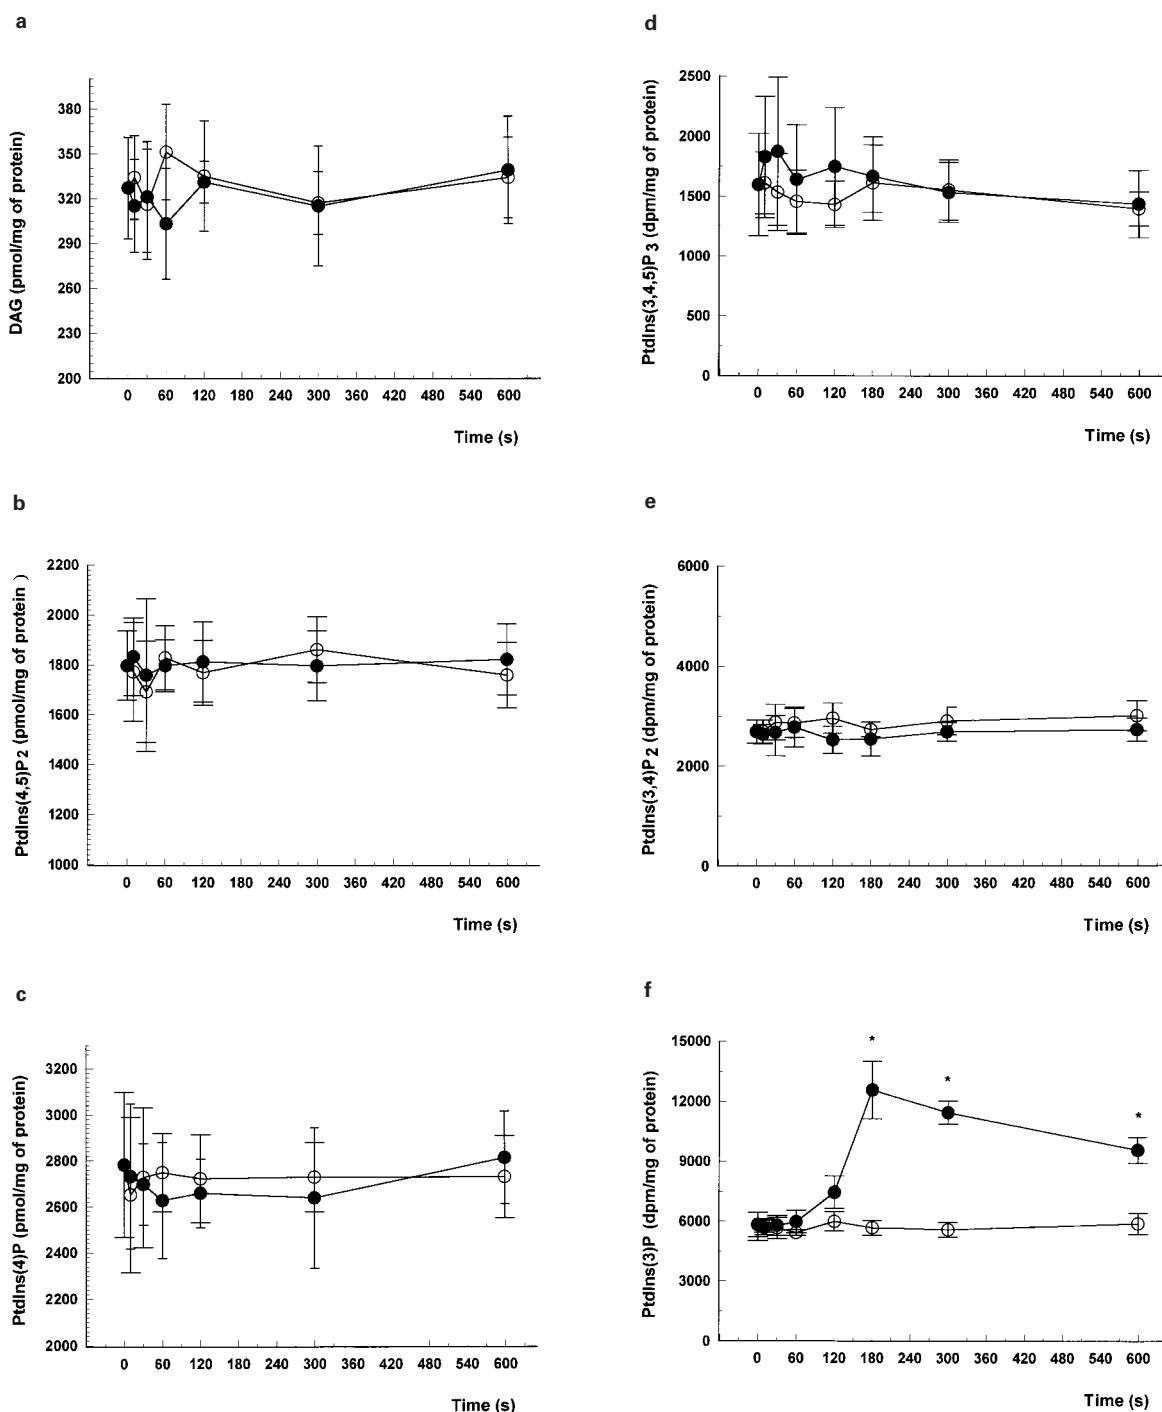 a
DAG (pmol/mg of protein)
380
350
320
290
260
230
200
0 60 120 180 240 300 360 420 480 540 600
Time (s)
b
PtdIns(4,5)P2 (pmol/mg of protein )
2200
2000
1800
1600
1400
1200
1000
0 60 120 180 240 300 360 420 480 540 600
Time (s)
c
PtdIns(4)P (pmol/mg of protein)
3200
3000
2800
2600
2400
2200
2000
0 60 120 180 240 300 360 420 480 540 600
Time (s)
d
PtdIns(3,4,5)P3 (dpm/mg of protein)
2500
2000
1500
1000
500
0
0 60 120 180 240 300 360 420 480 540 600
Time (s)
e
PtdIns(3,4)P2 (dpm/mg of protein)
6000
4000
2000
0
0 60 120 180 240 300 360 420 480 540 600
Time (s)
f
PtdIns(3)P (dpm/mg of protein)
15000
12000
9000
6000
3000
0
* * *
0 60 120 180 240 300 360 420 480 540 600
Time (s)